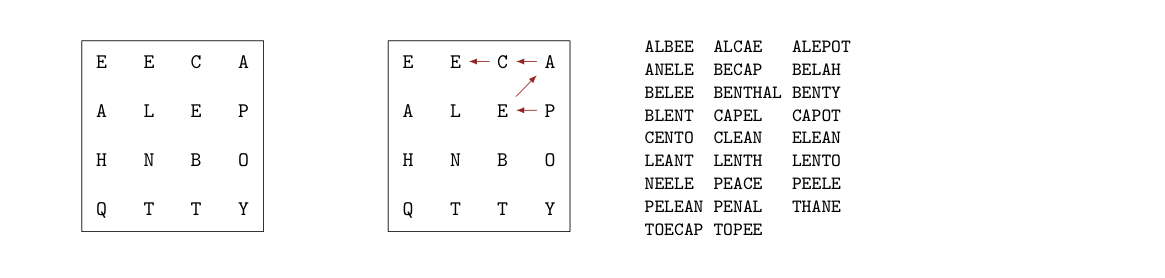 E E C A
A L E P
H N B O
Q T T Y
E E C A
A L E P
H N B O
Q T T Y
ALBEE ALCAE ALEPOT
ANELE BECAP BELAH
BELEE BENTHAL BENTY
BLENT CAPEL CAPOT
CENTO CLEAN ELEAN
LEANT LENTH LENTO
NEELE PEACE PEELE
PELEAN PENAL THANE
TOECAP TOPEE